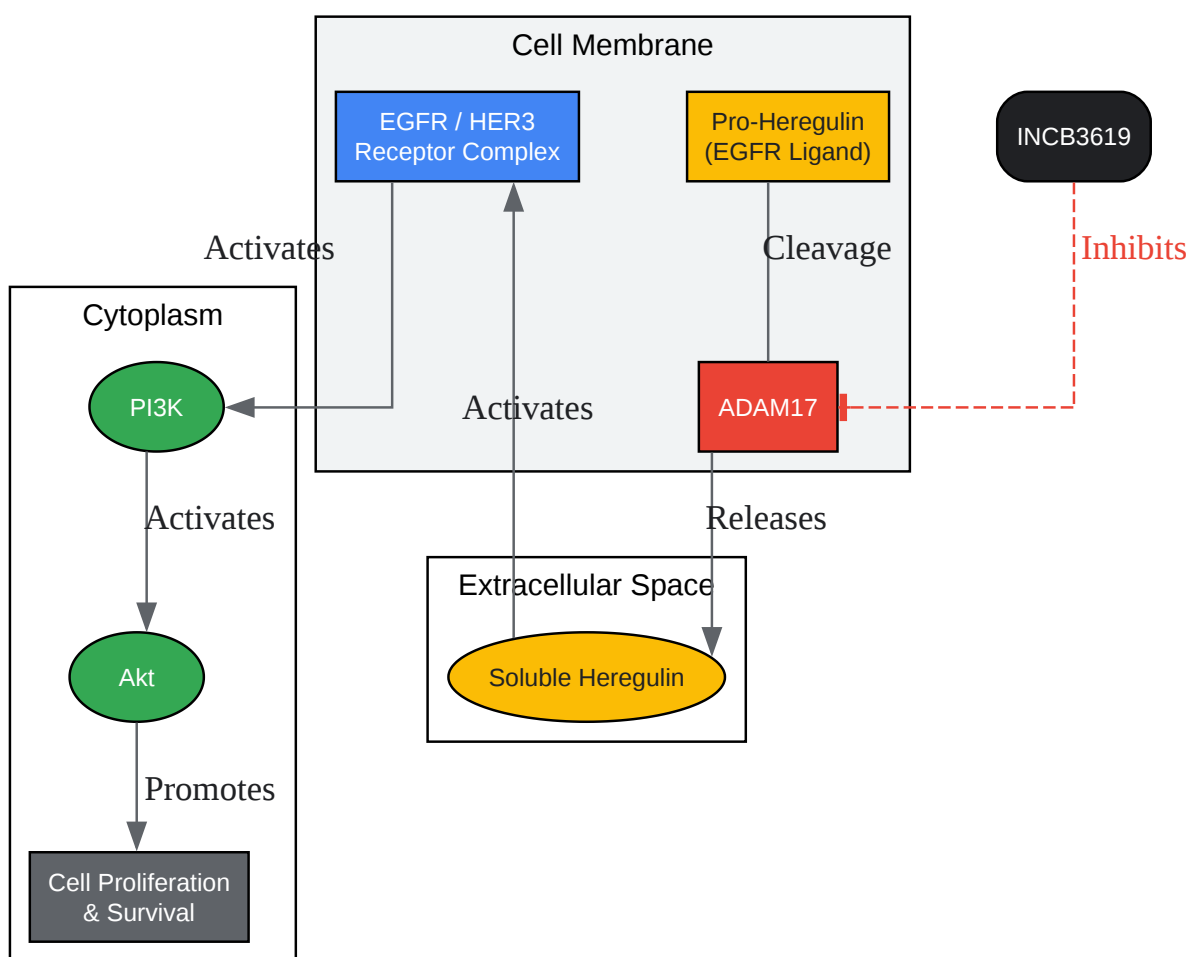 Cell Membrane
EGFR / HER3
Receptor Complex
Pro-Heregulin
(EGFR Ligand)
INCB3619
Activates
Cleavage
Inhibits
Cytoplasm
PI3K
Activates
ADAM17
Activates
Releases
Extracellular Space
Akt
Soluble Heregulin
Promotes
Cell Proliferation
& Survival